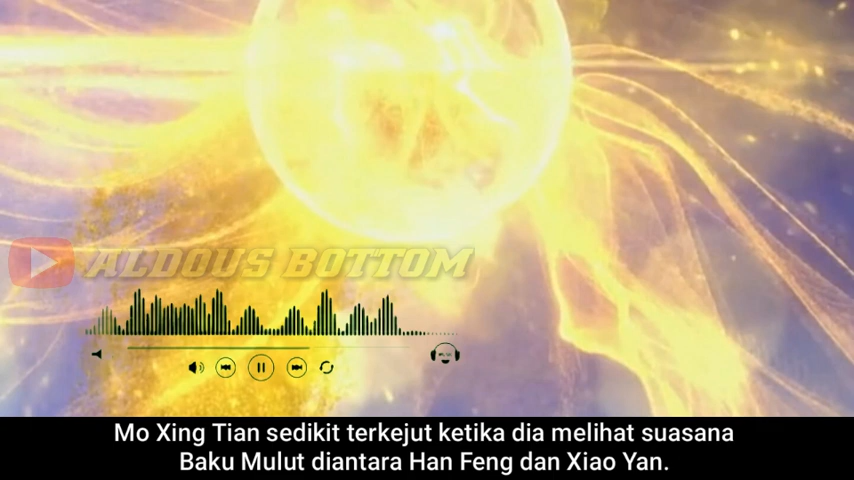 ALDOUS BOTTOM
Mo Xing Tian sedikit terkejut ketika dia melihat suasana
Baku Mulut diantara Han Feng dan Xiao Yan.